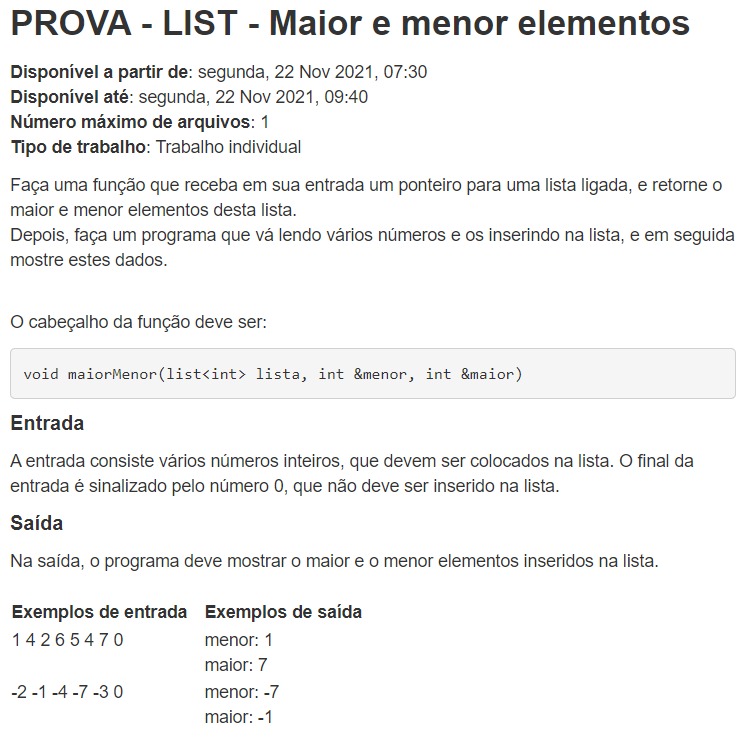 PROVA - LIST - Maior e menor elementos
Disponível a partir de: segunda, 22 Nov 2021, 07:30
Disponível até: segunda, 22 Nov 2021, 09:40
Número máximo de arquivos: 1
Tipo de trabalho: Trabalho individual
Faça uma função que receba em sua entrada um ponteiro para uma lista ligada, e retorne o
maior e menor elementos desta lista.
Depois, faça um programa que vá lendo vários números e os inserindo na lista, e em seguida
mostre estes dados.
O cabeçalho da função deve ser:
void maiorMenor(list<int> lista, int &menor, int &maior)
Entrada
A entrada consiste vários números inteiros, que devem ser colocados na lista. O final da
entrada é sinalizado pelo número 0, que não deve ser inserido na lista.
Saída
Na saída, o programa deve mostrar o maior e o menor elementos inseridos na lista.
Exemplos de entrada Exemplos de saída
1 4 2 6 5 4 7 0 menor: 1
maior: 7
-2 -1 -4 -7 -3 0 menor: -7
maior: -1